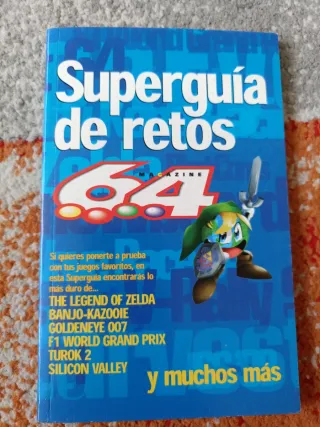 Superguía
de retos
MAGAZINE
64
Si quieres ponerte a prueba
con tus juegos favoritos, en
esta Superguía encontrarás lo
más duro de...
THE LEGEND OF ZELDA
BANJO-KAZOOIE
GOLDENEYE 007
F1 WORLD GRAND PRIX
TUROK 2
SILICON VALLEY
y muchos más